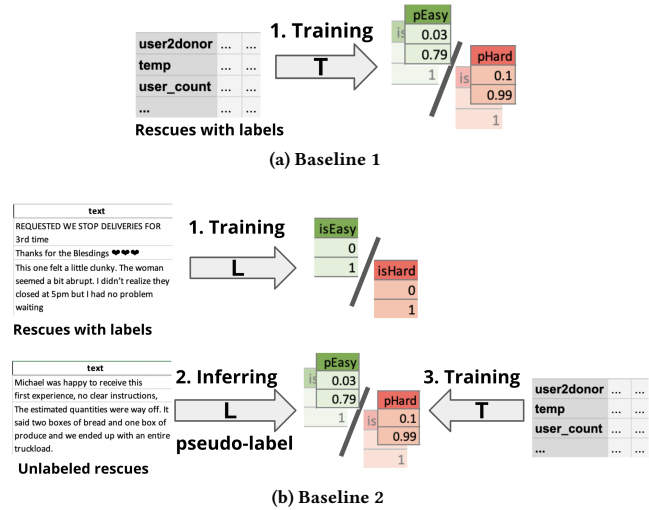 1. Training
T
user2donor ... ...
temp ... ...
user_count ... ...
... ... ...
Rescues with labels
pEasy
0.03
0.79
is
1
pHard
0.1
0.99
is
1
(a) Baseline 1
text
REQUESTED WE STOP DELIVERIES FOR
3rd time
Thanks for the Blesdings ❤❤❤
This one felt a little clunky. The woman
seemed a bit abrupt. I didn't realize they
closed at 5pm but I had no problem
waiting
Rescues with labels
1. Training
L
isEasy
0
1
isHard
0
1
text
Michael was happy to receive this
first experience, no clear instructions,
The estimated quantities were way off. It
said two boxes of bread and one box of
produce and we ended up with an entire
truckload.
Unlabeled rescues
2. Inferring
L
pseudo-label
pEasy
0.03
0.79
is
1
pHard
0.1
0.99
is
1
3. Training
T
user2donor ... ...
temp ... ...
user_count ... ...
... ... ...
(b) Baseline 2